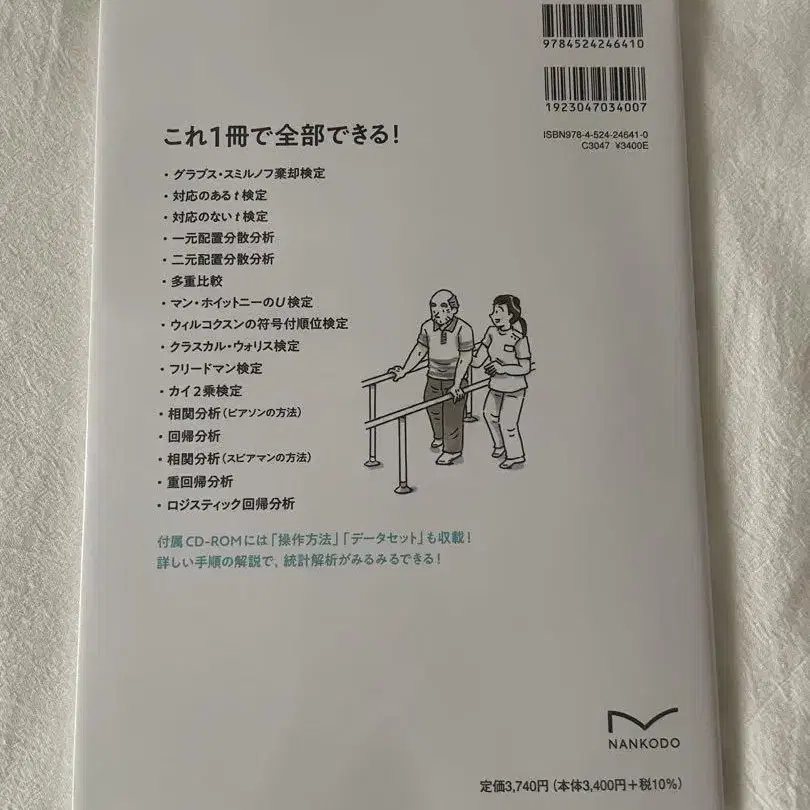 9784524246410
1923047034007
ISBN978-4-524-24641-0
C3047 ¥3400E
これ1冊で全部できる!
・グラブス・スミルノフ棄却検定
・対応のあるt検定
・対応のないt検定
・一元配置分散分析
・二元配置分散分析
・多重比較
・マン・ホイットニーのU検定
・ウィルコクスンの符号付順位検定
・クラスカル・ウォリス検定
・フリードマン検定
・カイ2乗検定
・相関分析(ピアソンの方法)
・回帰分析
・相関分析(スピアマンの方法)
・重回帰分析
・ロジスティック回帰分析
付属CD-ROMには「操作方法」「データセット」も収載!
詳しい手順の解説で、統計解析がみるみるできる!
NANKODO
定価3,740円(本体3,400円+税10%)